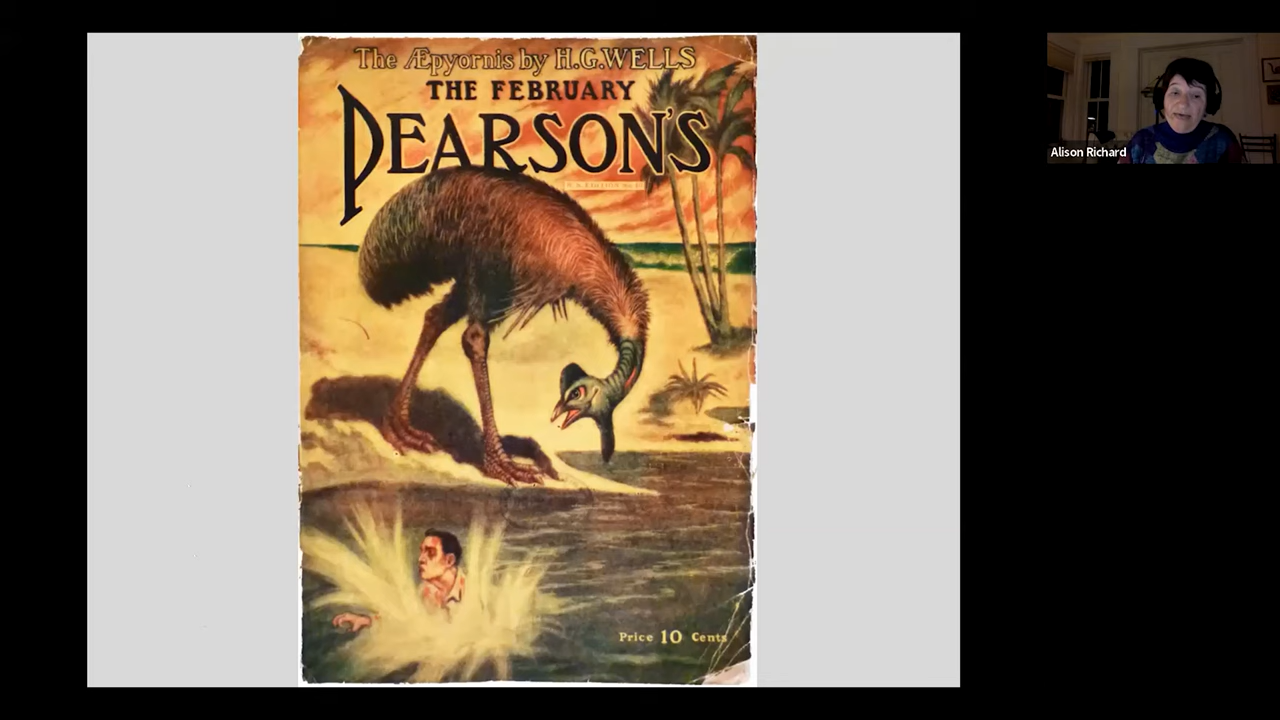 The Æpyornis by H.G.WELLS
THE FEBRUARY
PEARSON'S
Price 10 Cents
Alison Richard